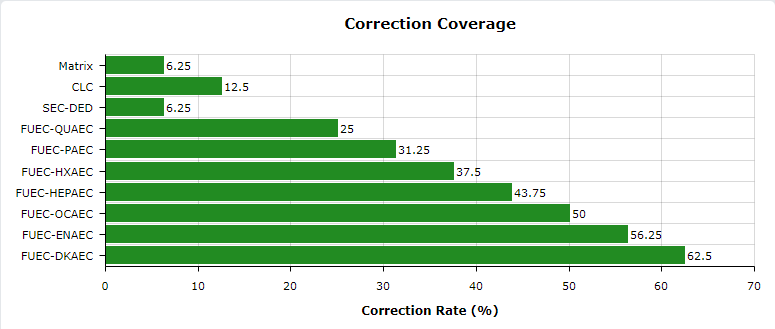 Correction Coverage
Matrix 6.25
CLC 12.5
SEC-DED 6.25
FUEC-QUAEC 25
FUEC-PAEC 31.25
FUEC-HXAEC 37.5
FUEC-HEPAEC 43.75
FUEC-OCAEC 50
FUEC-ENAEC 56.25
FUEC-DKAEC 62.5
0 10 20 30 40 50 60 70
Correction Rate (%)